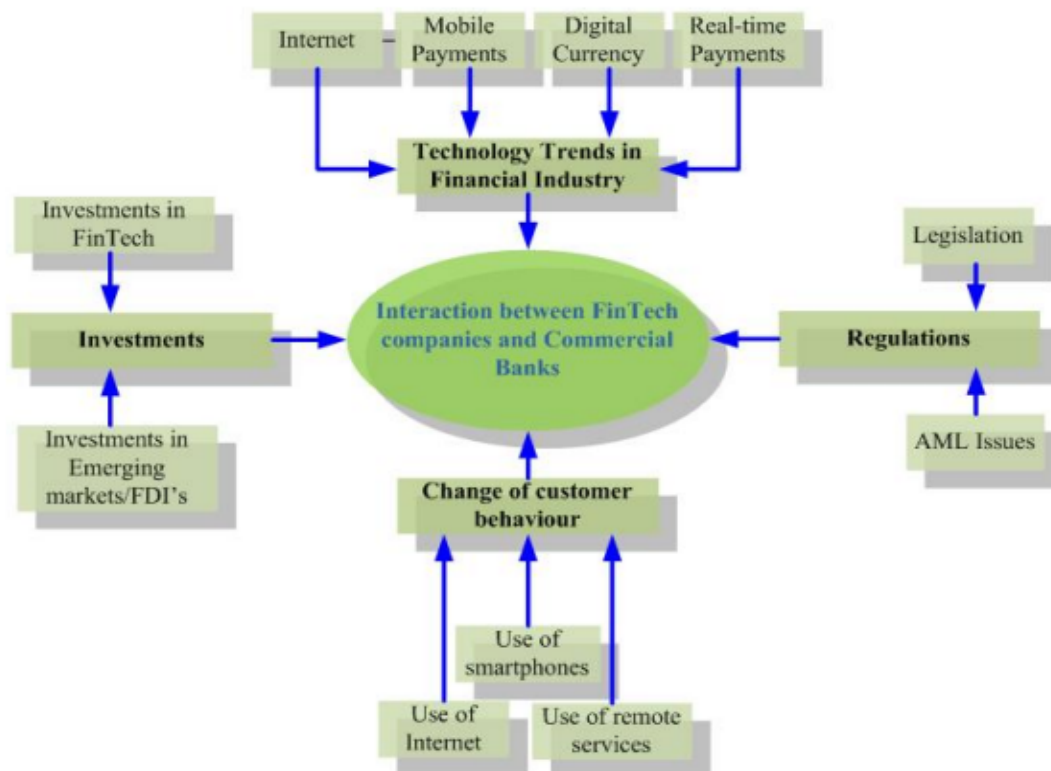 Internet
Mobile
Payments
Digital
Currency
Real-time
Payments
Technology Trends in
Financial Industry
Investments in
FinTech
Legislation
Interaction between FinTech
companies and Commercial
Banks
Investments
Regulations
Investments in
Emerging
markets/FDI's
AML Issues
Change of customer
behaviour
Use of
smartphones
Use of
Internet
Use of remote
services